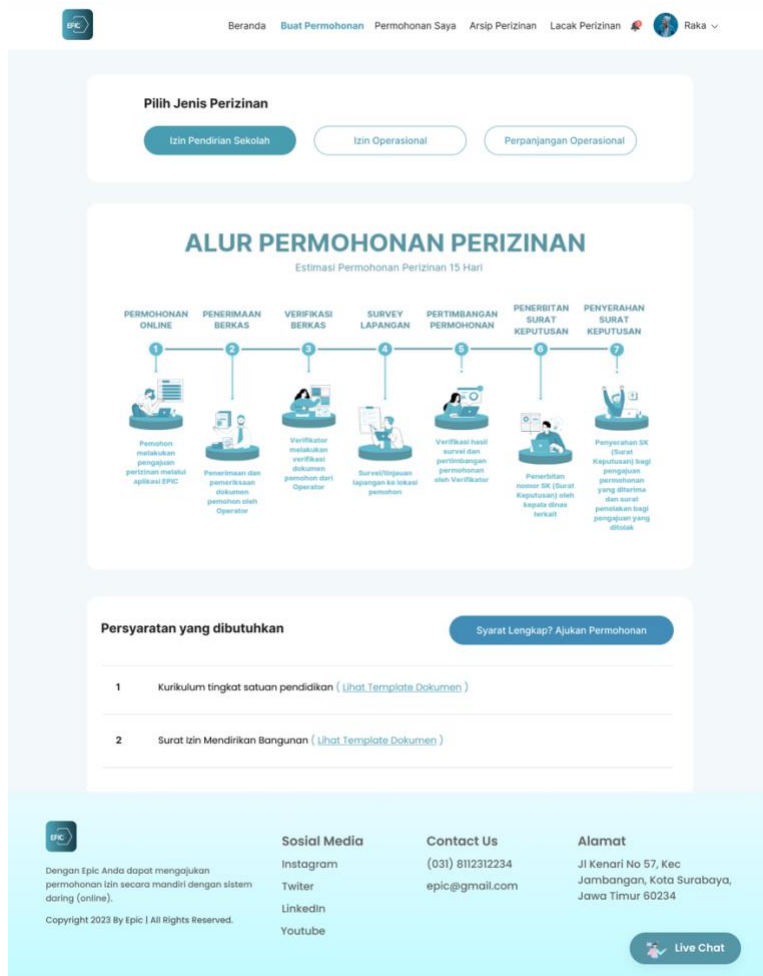 EPIC
Beranda Buat Permohonan Permohonan Saya Arsip Perizinan Lacak Perizinan Raka
Pilih Jenis Perizinan
Izin Pendirian Sekolah Izin Operasional Perpanjangan Operasional
ALUR PERMOHONAN PERIZINAN
Estimasi Permohonan Perizinan 15 Hari
PERMOHONAN
ONLINE
1
Pemohon
melakukan
pengajuan
perizinan melalui
aplikasi EPIC
PENERIMAAN
BERKAS
2
Penerimaan dan
pemeriksaan
dokumen
pemohon oleh
Operator
VERIFIKASI
BERKAS
3
Verifikator
melakukan
verifikasi
dokumen
pemohon dari
Operator
SURVEY
LAPANGAN
4
Survei/tinjauan
lapangan ke lokasi
pemohon
PERTIMBANGAN
PERMOHONAN
5
Verifikasi hasil
survei dan
pertimbangan
permohonan
oleh Verifikator
PENERBITAN
SURAT
KEPUTUSAN
6
Penerbitan
nomor SK (Surat
Keputusan) oleh
kepala dinas
terkait
PENYERAHAN
SURAT
KEPUTUSAN
7
Penyerahan SK
(Surat
Keputusan) bagi
pengajuan
permohonan
yang diterima
dan surat
penolakan bagi
pengajuan yang
ditolak
Persyaratan yang dibutuhkan
Syarat Lengkap? Ajukan Permohonan
1 Kurikulum tingkat satuan pendidikan ( Lihat Template Dokumen )
2 Surat Izin Mendirikan Bangunan ( Lihat Template Dokumen )
EPIC
Dengan Epic Anda dapat mengajukan
permohonan izin secara mandiri dengan sistem
daring (online).
Copyright 2023 By Epic | All Rights Reserved.
Sosial Media
Instagram
Twiter
LinkedIn
Youtube
Contact Us
(031) 8112312234
epic@gmail.com
Alamat
Jl Kenari No 57, Kec
Jambangan, Kota Surabaya,
Jawa Timur 60234
Live Chat